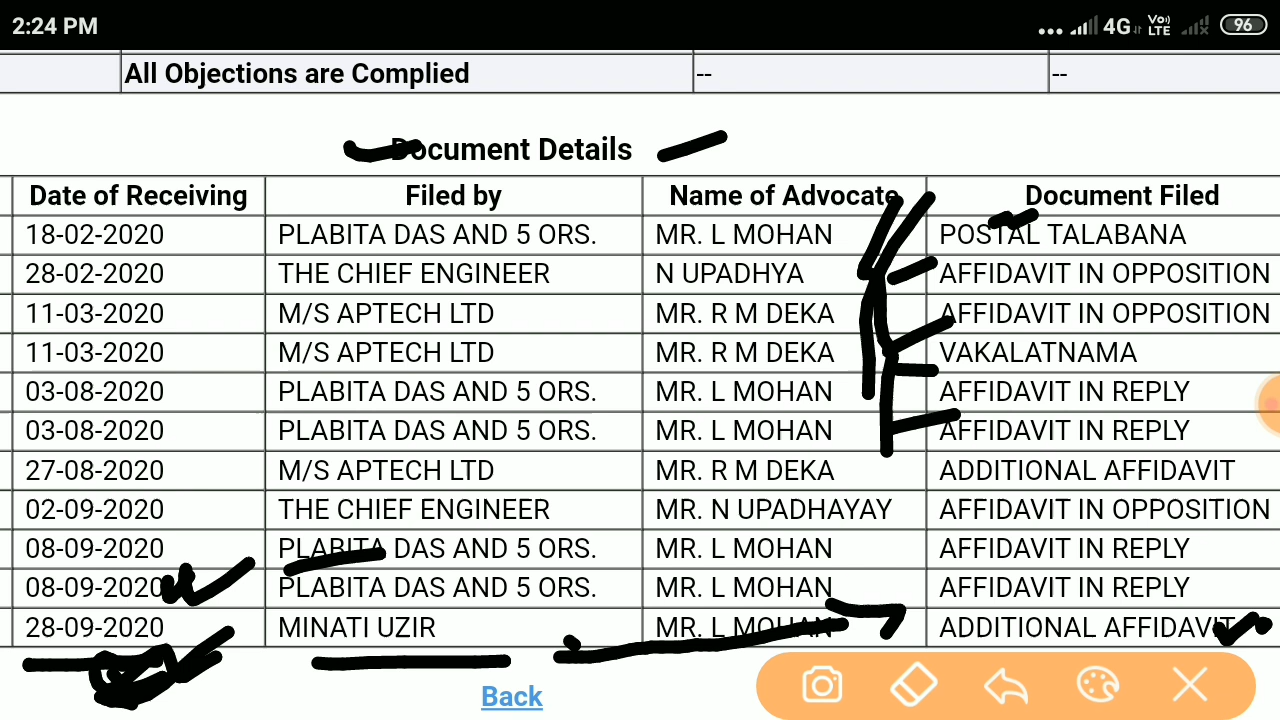 2:24 PM 4G Vo) LTE 96
All Objections are Complied -- --
Document Details
Date of Receiving Filed by Name of Advocate Document Filed
18-02-2020 PLABITA DAS AND 5 ORS. MR. L MOHAN POSTAL TALABANA
28-02-2020 THE CHIEF ENGINEER N UPADHYA AFFIDAVIT IN OPPOSITION
11-03-2020 M/S APTECH LTD MR. R M DEKA AFFIDAVIT IN OPPOSITION
11-03-2020 M/S APTECH LTD MR. R M DEKA VAKALATNAMA
03-08-2020 PLABITA DAS AND 5 ORS. MR. L MOHAN AFFIDAVIT IN REPLY
03-08-2020 PLABITA DAS AND 5 ORS. MR. L MOHAN AFFIDAVIT IN REPLY
27-08-2020 M/S APTECH LTD MR. R M DEKA ADDITIONAL AFFIDAVIT
02-09-2020 THE CHIEF ENGINEER MR. N UPADHAYAY AFFIDAVIT IN OPPOSITION
08-09-2020 PLABITA DAS AND 5 ORS. MR. L MOHAN AFFIDAVIT IN REPLY
08-09-2020 PLABITA DAS AND 5 ORS. MR. L MOHAN AFFIDAVIT IN REPLY
28-09-2020 MINATI UZIR MR. L MOHAN ADDITIONAL AFFIDAVIT
Back